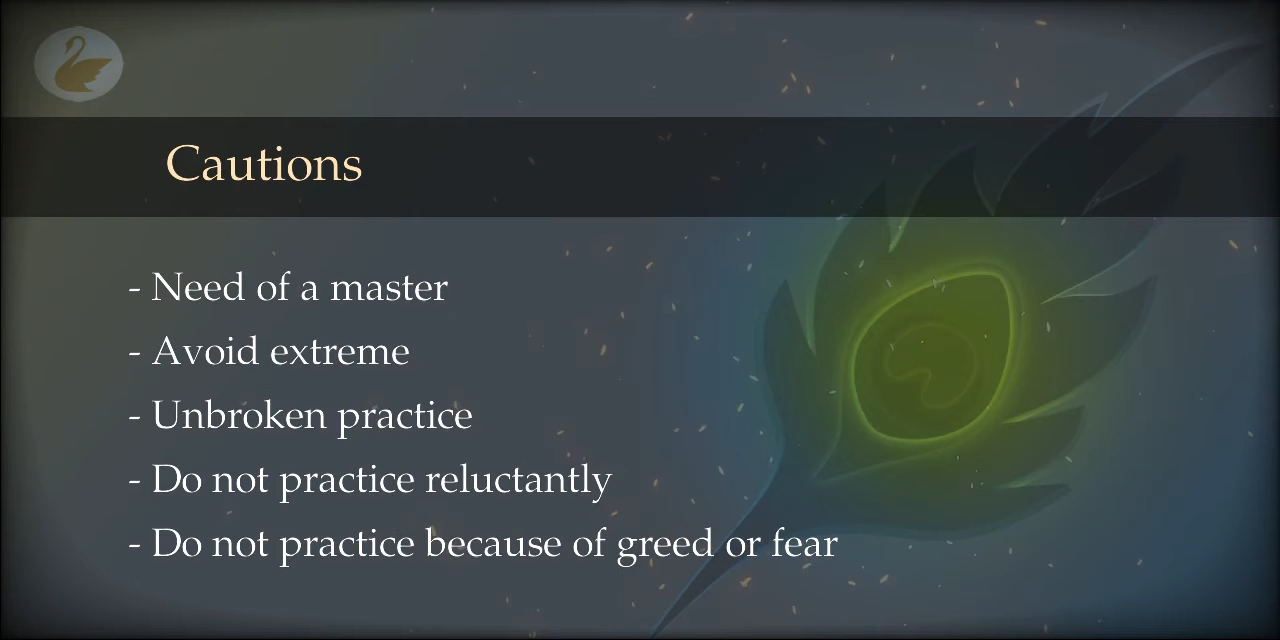 Cautions
- Need of a master
- Avoid extreme
- Unbroken practice
- Do not practice reluctantly
- Do not practice because of greed or fear